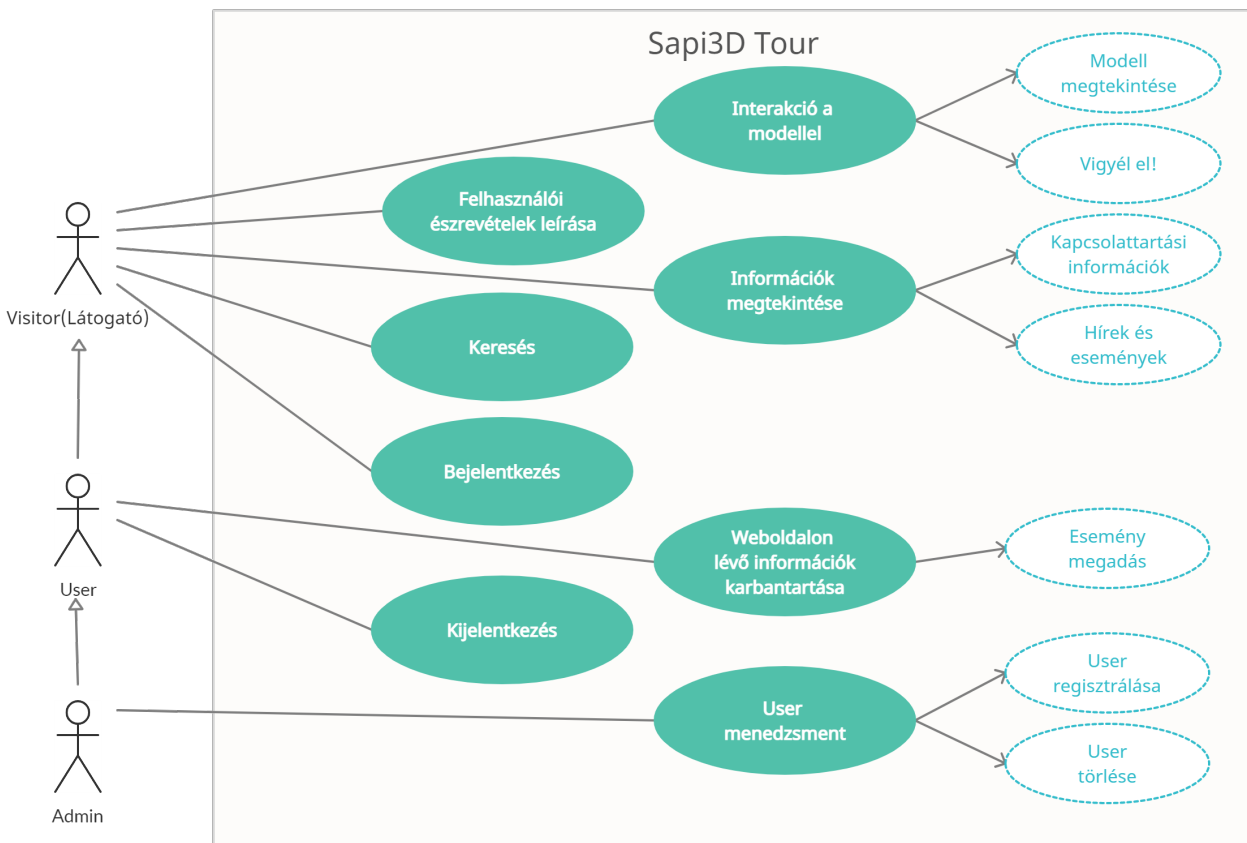 Sapi3D Tour
Modell
megtekintése
Interakció a
modellel
Vigyél el!
Felhasználói
észrevételek leírása
Kapcsolattartási
információk
Információk
megtekintése
Visitor(Látogató)
Hírek és
események
Keresés
Bejelentkezés
Weboldalon
lévő információk
karbantartása
Esemény
megadás
User
Kijelentkezés
User
regisztrálása
User
menedzsment
User
törlése
Admin